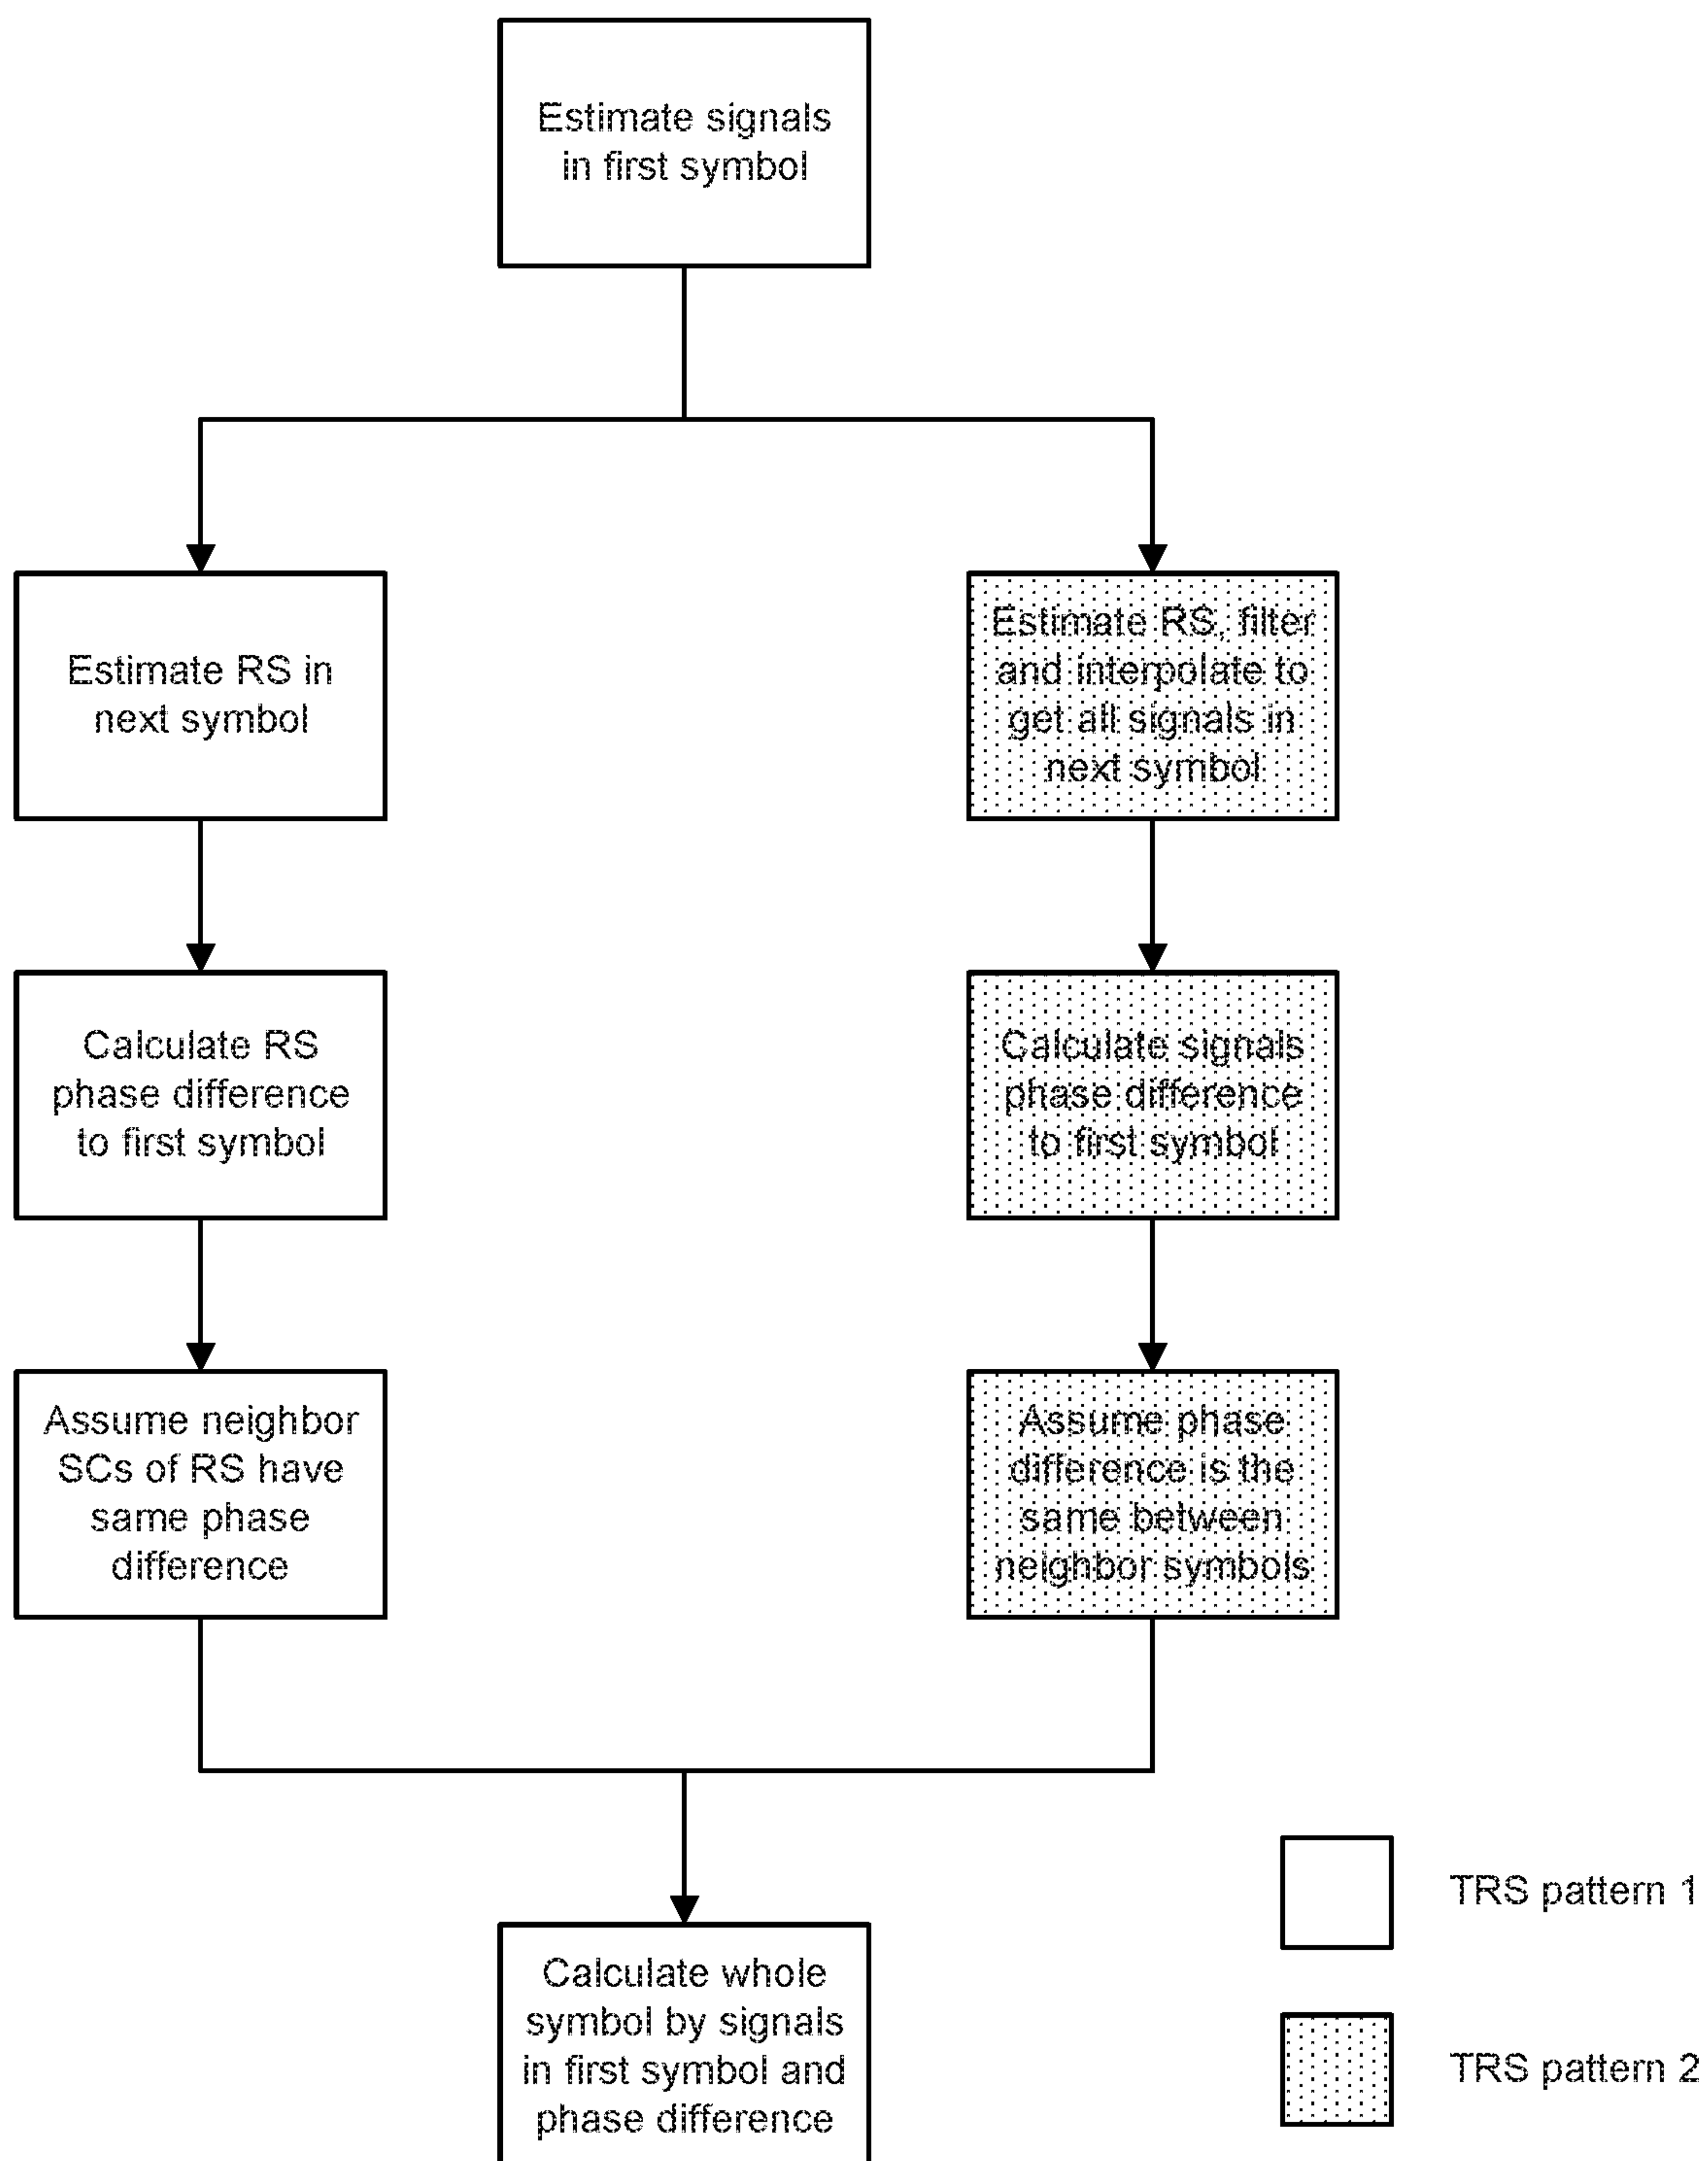 Estimate signals
in first symbol
Estimate RS in
next symbol
Estimate RS, filter
and interpolate to
get all signals in
next symbol
Calculate RS
phase difference
to first symbol
Calculate signals
phase difference
to first symbol
Assume neighbor
SCs of RS have
same phase
difference
Assume phase
difference is the
same between
neighbor symbols
Calculate whole
symbol by signals
in first symbol and
phase difference
TRS pattern 1
TRS pattern 2